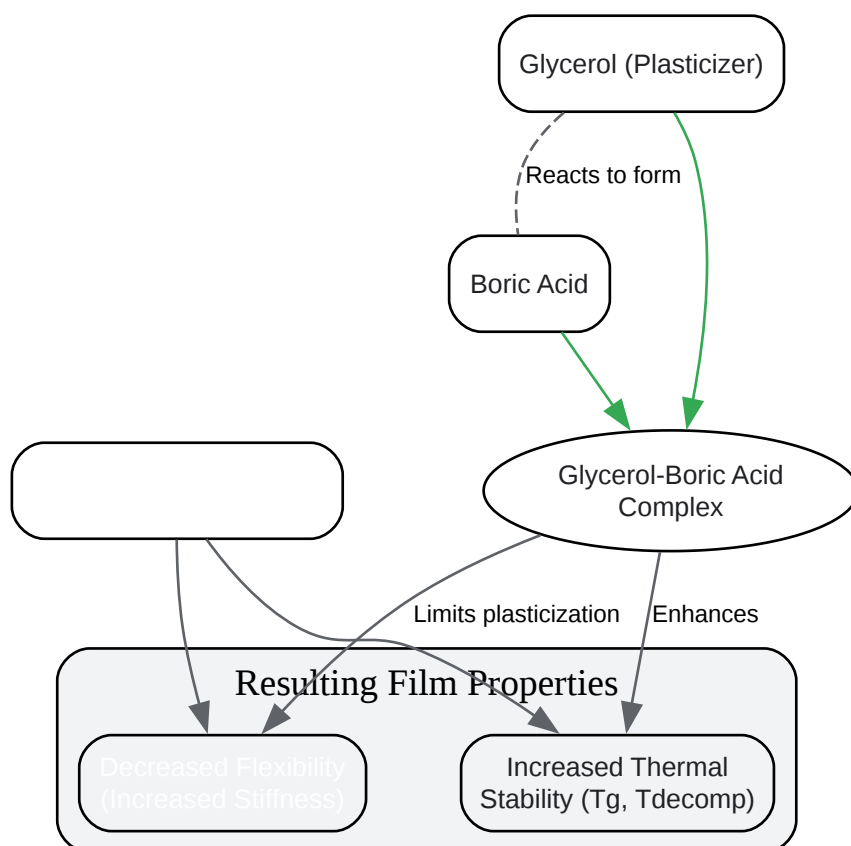 Glycerol (Plasticizer)
Reacts to form
Boric Acid
Glycerol-Boric Acid
Complex
Limits plasticization
Enhances
Resulting Film Properties
Decreased Flexibility
(Increased Stiffness)
Increased Thermal
Stability (Tg, Tdecomp)